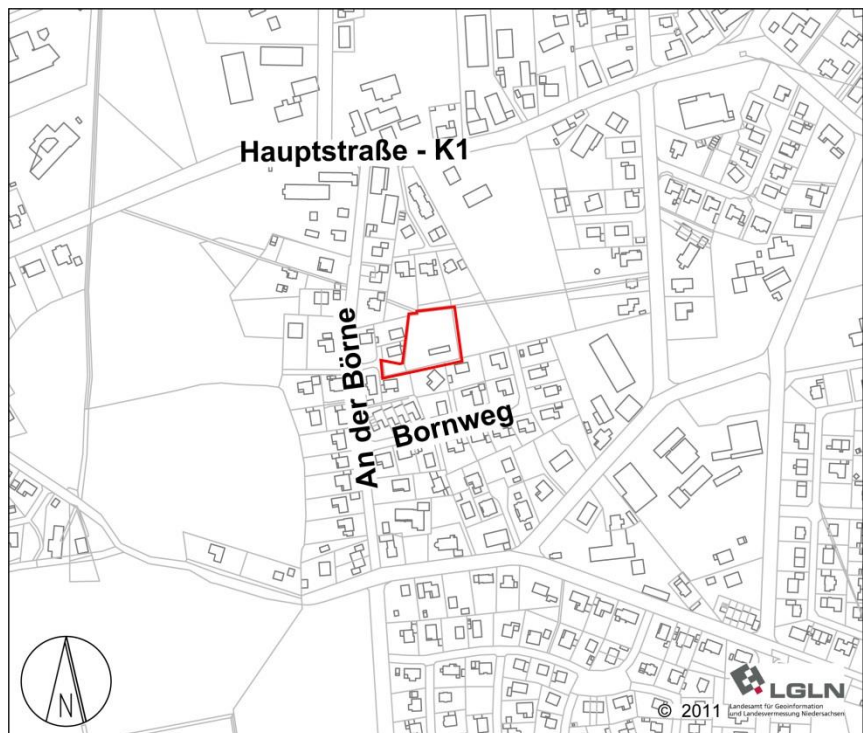 Hauptstraße - K1
An der Börne
Bornweg
N
LGLN
© 2011
Landesamt für Geoinformation
und Landesvermessung Niedersachsen